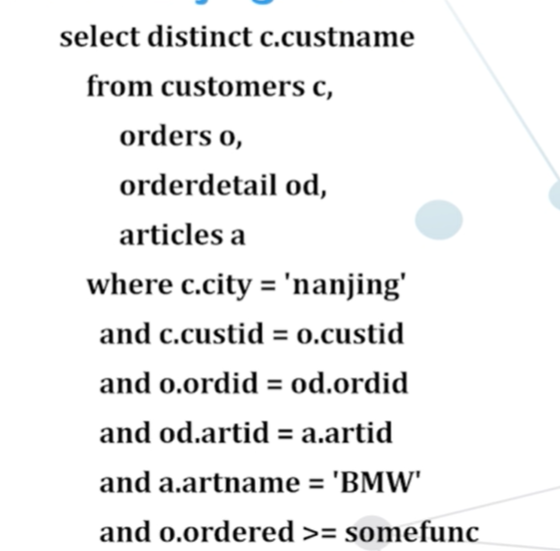 select distinct c.custname
from customers c,
orders o,
orderdetail od,
articles a
where c.city = 'nanjing'
and c.custid = o.custid
and o.ordid = od.ordid
and od.artid = a.artid
and a.artname = 'BMW'
and o.ordered >= somefunc